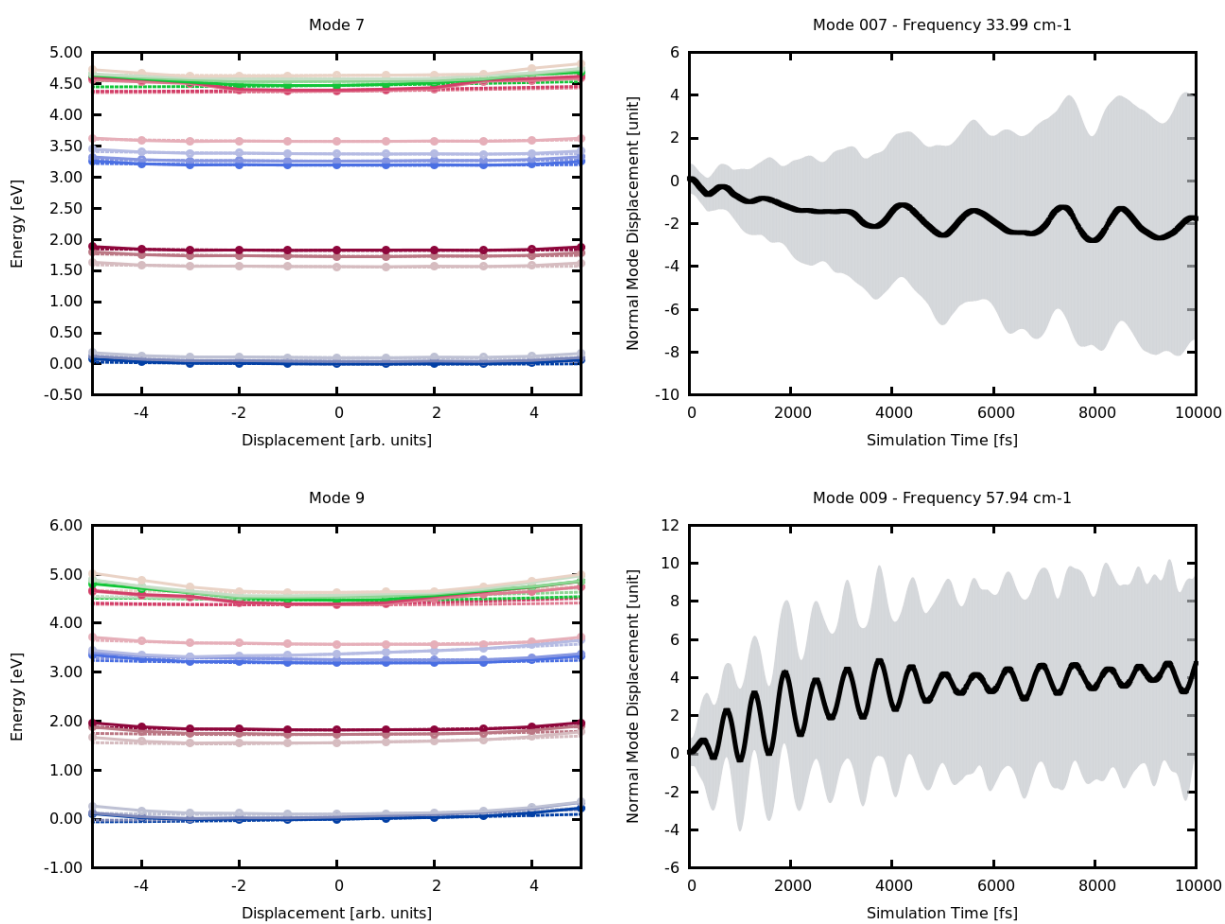 Mode 7
5.00
4.50
4.00
3.50
3.00
2.50
2.00
1.50
1.00
0.50
0.00
-0.50
Energy [eV]
-4 -2 0 2 4
Displacement [arb. units]
Mode 007 - Frequency 33.99 cm-1
6
4
2
0
-2
-4
-6
-8
-10
Normal Mode Displacement [unit]
0 2000 4000 6000 8000 10000
Simulation Time [fs]
Mode 9
6.00
5.00
4.00
3.00
2.00
1.00
0.00
-1.00
Energy [eV]
-4 -2 0 2 4
Displacement [arb. units]
Mode 009 - Frequency 57.94 cm-1
12
10
8
6
4
2
0
-2
-4
-6
Normal Mode Displacement [unit]
0 2000 4000 6000 8000 10000
Simulation Time [fs]